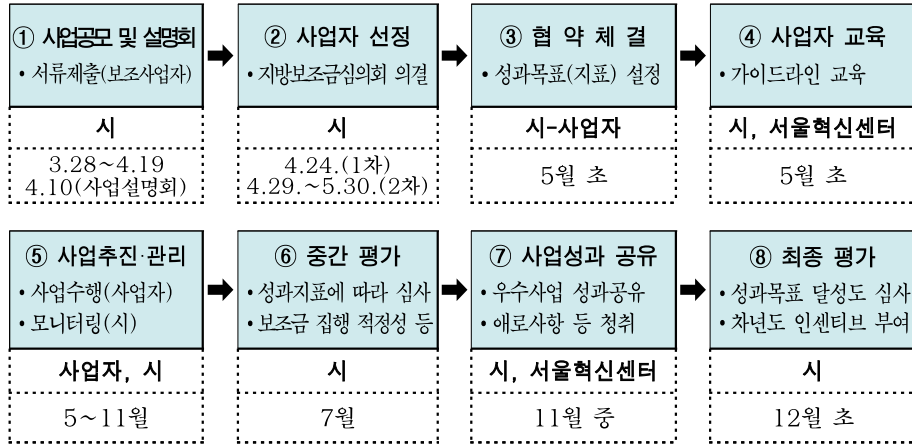 ① 사업공모 및 설명회
• 서류제출(보조사업자)
시
3.28~4.19
4.10(사업설명회)
② 사업자 선정
• 지방보조금심의회 의결
시
4.24.(1차)
4.29.~5.30.(2차)
③ 협 약 체 결
• 성과목표(지표) 설정
시-사업자
5월 초
④ 사업자 교육
• 가이드라인 교육
시, 서울혁신센터
5월 초
⑤ 사업추진·관리
• 사업수행(사업자)
• 모니터링(시)
사업자, 시
5~11월
⑥ 중간 평가
• 성과지표에 따라 심사
• 보조금 집행 적정성 등
시
7월
⑦ 사업성과 공유
• 우수사업 성과공유
• 애로사항 등 청취
시, 서울혁신센터
11월 중
⑧ 최종 평가
• 성과목표 달성도 심사
• 차년도 인센티브 부여
시
12월 초